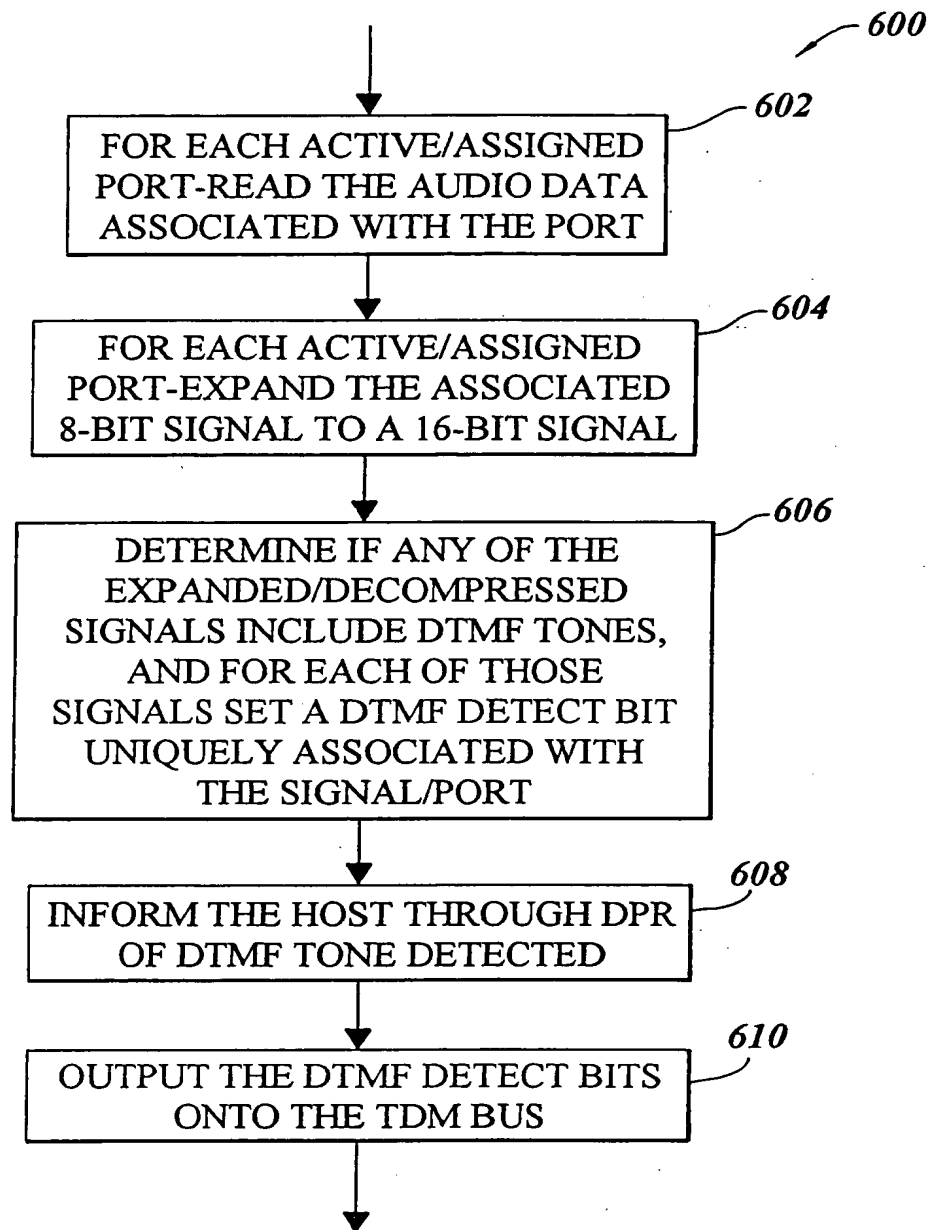 600
602
FOR EACH ACTIVE/ASSIGNED
PORT-READ THE AUDIO DATA
ASSOCIATED WITH THE PORT
604
FOR EACH ACTIVE/ASSIGNED
PORT-EXPAND THE ASSOCIATED
8-BIT SIGNAL TO A 16-BIT SIGNAL
606
DETERMINE IF ANY OF THE
EXPANDED/DECOMPRESSED
SIGNALS INCLUDE DTMF TONES,
AND FOR EACH OF THOSE
SIGNALS SET A DTMF DETECT BIT
UNIQUELY ASSOCIATED WITH
THE SIGNAL/PORT
608
INFORM THE HOST THROUGH DPR
OF DTMF TONE DETECTED
610
OUTPUT THE DTMF DETECT BITS
ONTO THE TDM BUS